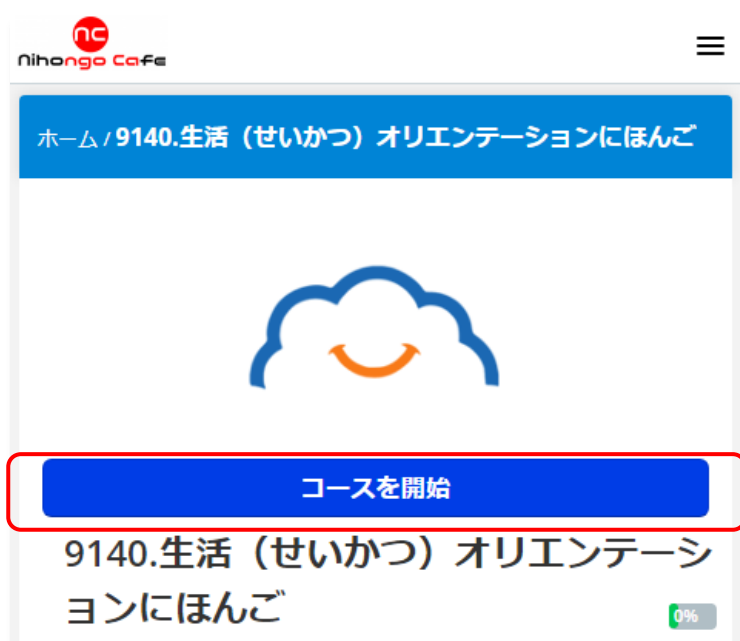 nc
Nihongo Cafe
ホーム / 9140.生活（せいかつ）オリエンテーションにほんご
コースを開始
9140.生活（せいかつ）オリエンテーシ
ョンにほんご
0%